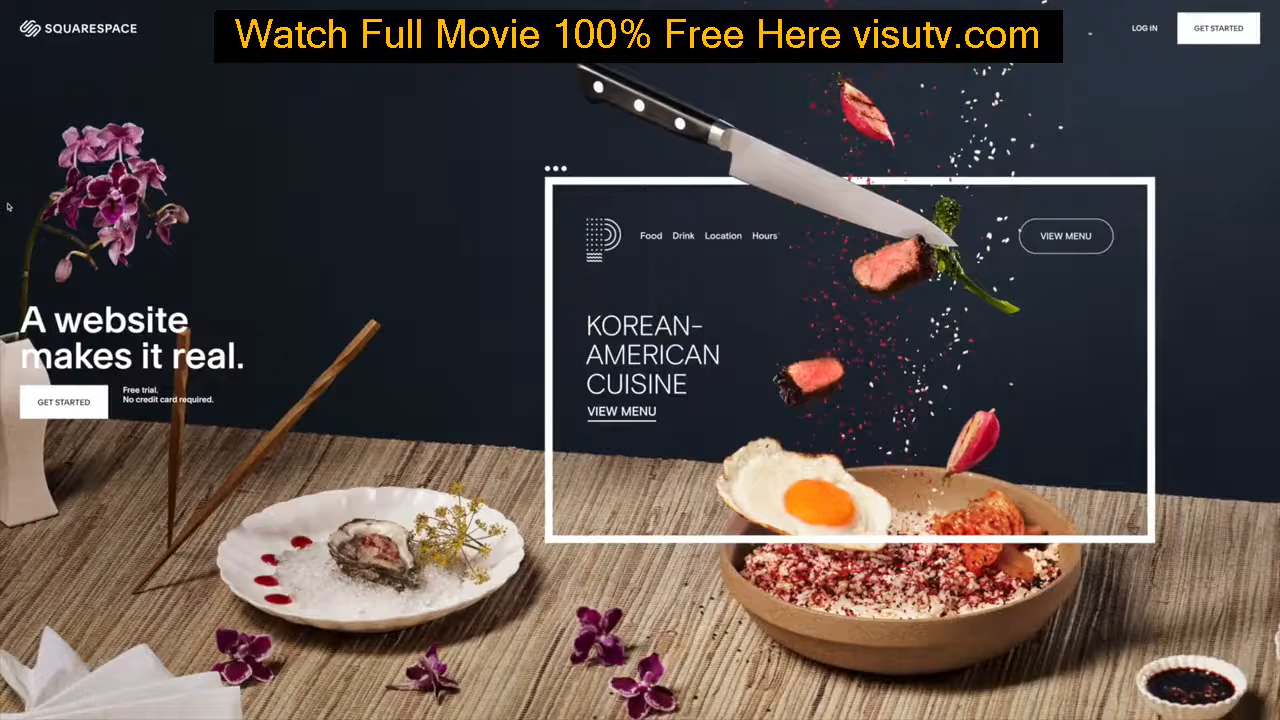 Watch Full Movie 100% Free Here visutv.com
SQUARESPACE
LOG IN
GET STARTED
Food Drink Location Hours
VIEW MENU
A website
makes it real.
GET STARTED
Free trial.
No credit card required.
KOREAN-
AMERICAN
CUISINE
VIEW MENU